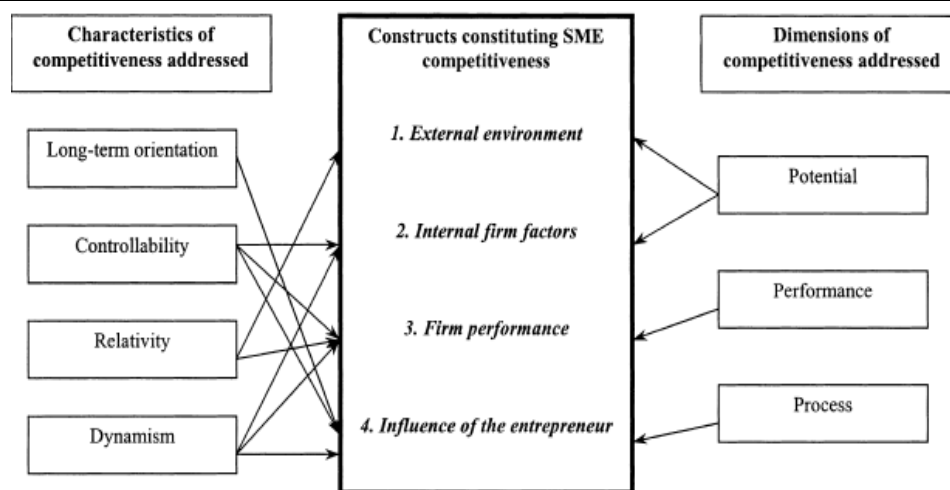 Characteristics of
competitiveness addressed
Long-term orientation
Controllability
Relativity
Dynamism
Constructs constituting SME
competitiveness
1. External environment
2. Internal firm factors
3. Firm performance
4. Influence of the entrepreneur
Dimensions of
competitiveness addressed
Potential
Performance
Process